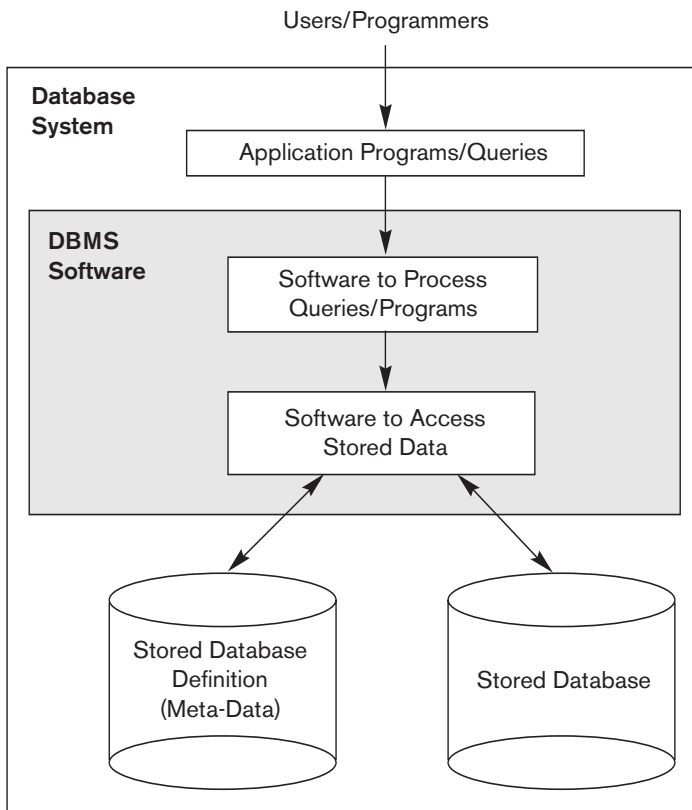 Users/Programmers
Database
System
Application Programs/Queries
DBMS
Software
Software to Process
Queries/Programs
Software to Access
Stored Data
Stored Database
Definition
(Meta-Data)
Stored Database